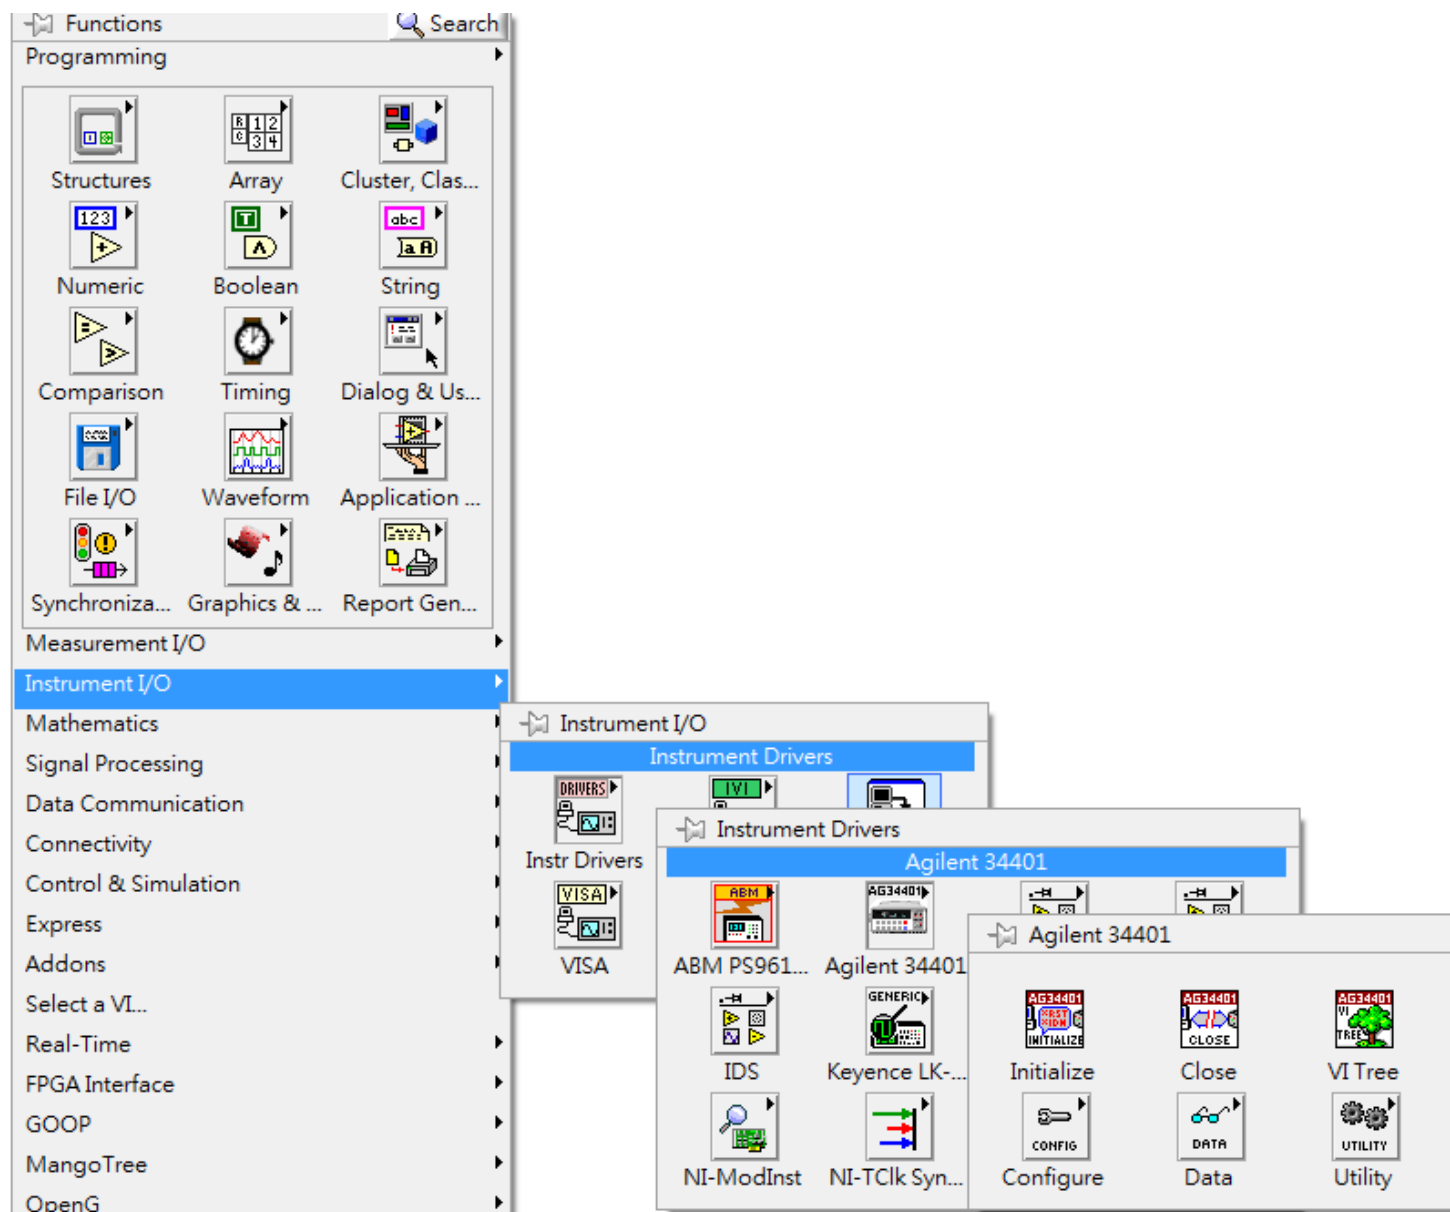 Functions
Search
Programming
Structures
Array
Cluster, Clas...
Numeric
Boolean
String
Comparison
Timing
Dialog & Us...
File I/O
Waveform
Application ...
Synchroniza...
Graphics & ...
Report Gen...
Measurement I/O
Instrument I/O
Mathematics
Signal Processing
Data Communication
Connectivity
Control & Simulation
Express
Addons
Select a VI...
Real-Time
FPGA Interface
GOOP
MangoTree
OpenG
Instrument I/O
Instrument Drivers
DRIVERS
IVI
Instr Drivers
VISA
VISA
Instrument Drivers
Agilent 34401
ABM
AG34401
ABM PS961...
Agilent 34401
GENERIC
IDS
Keyence LK-...
NI-ModInst
NI-TClk Syn...
Agilent 34401
AG34401
INITIALIZE
AG34401
CLOSE
AG34401
VI
TREE
Initialize
Close
VI Tree
CONFIG
DATA
UTILITY
Configure
Data
Utility